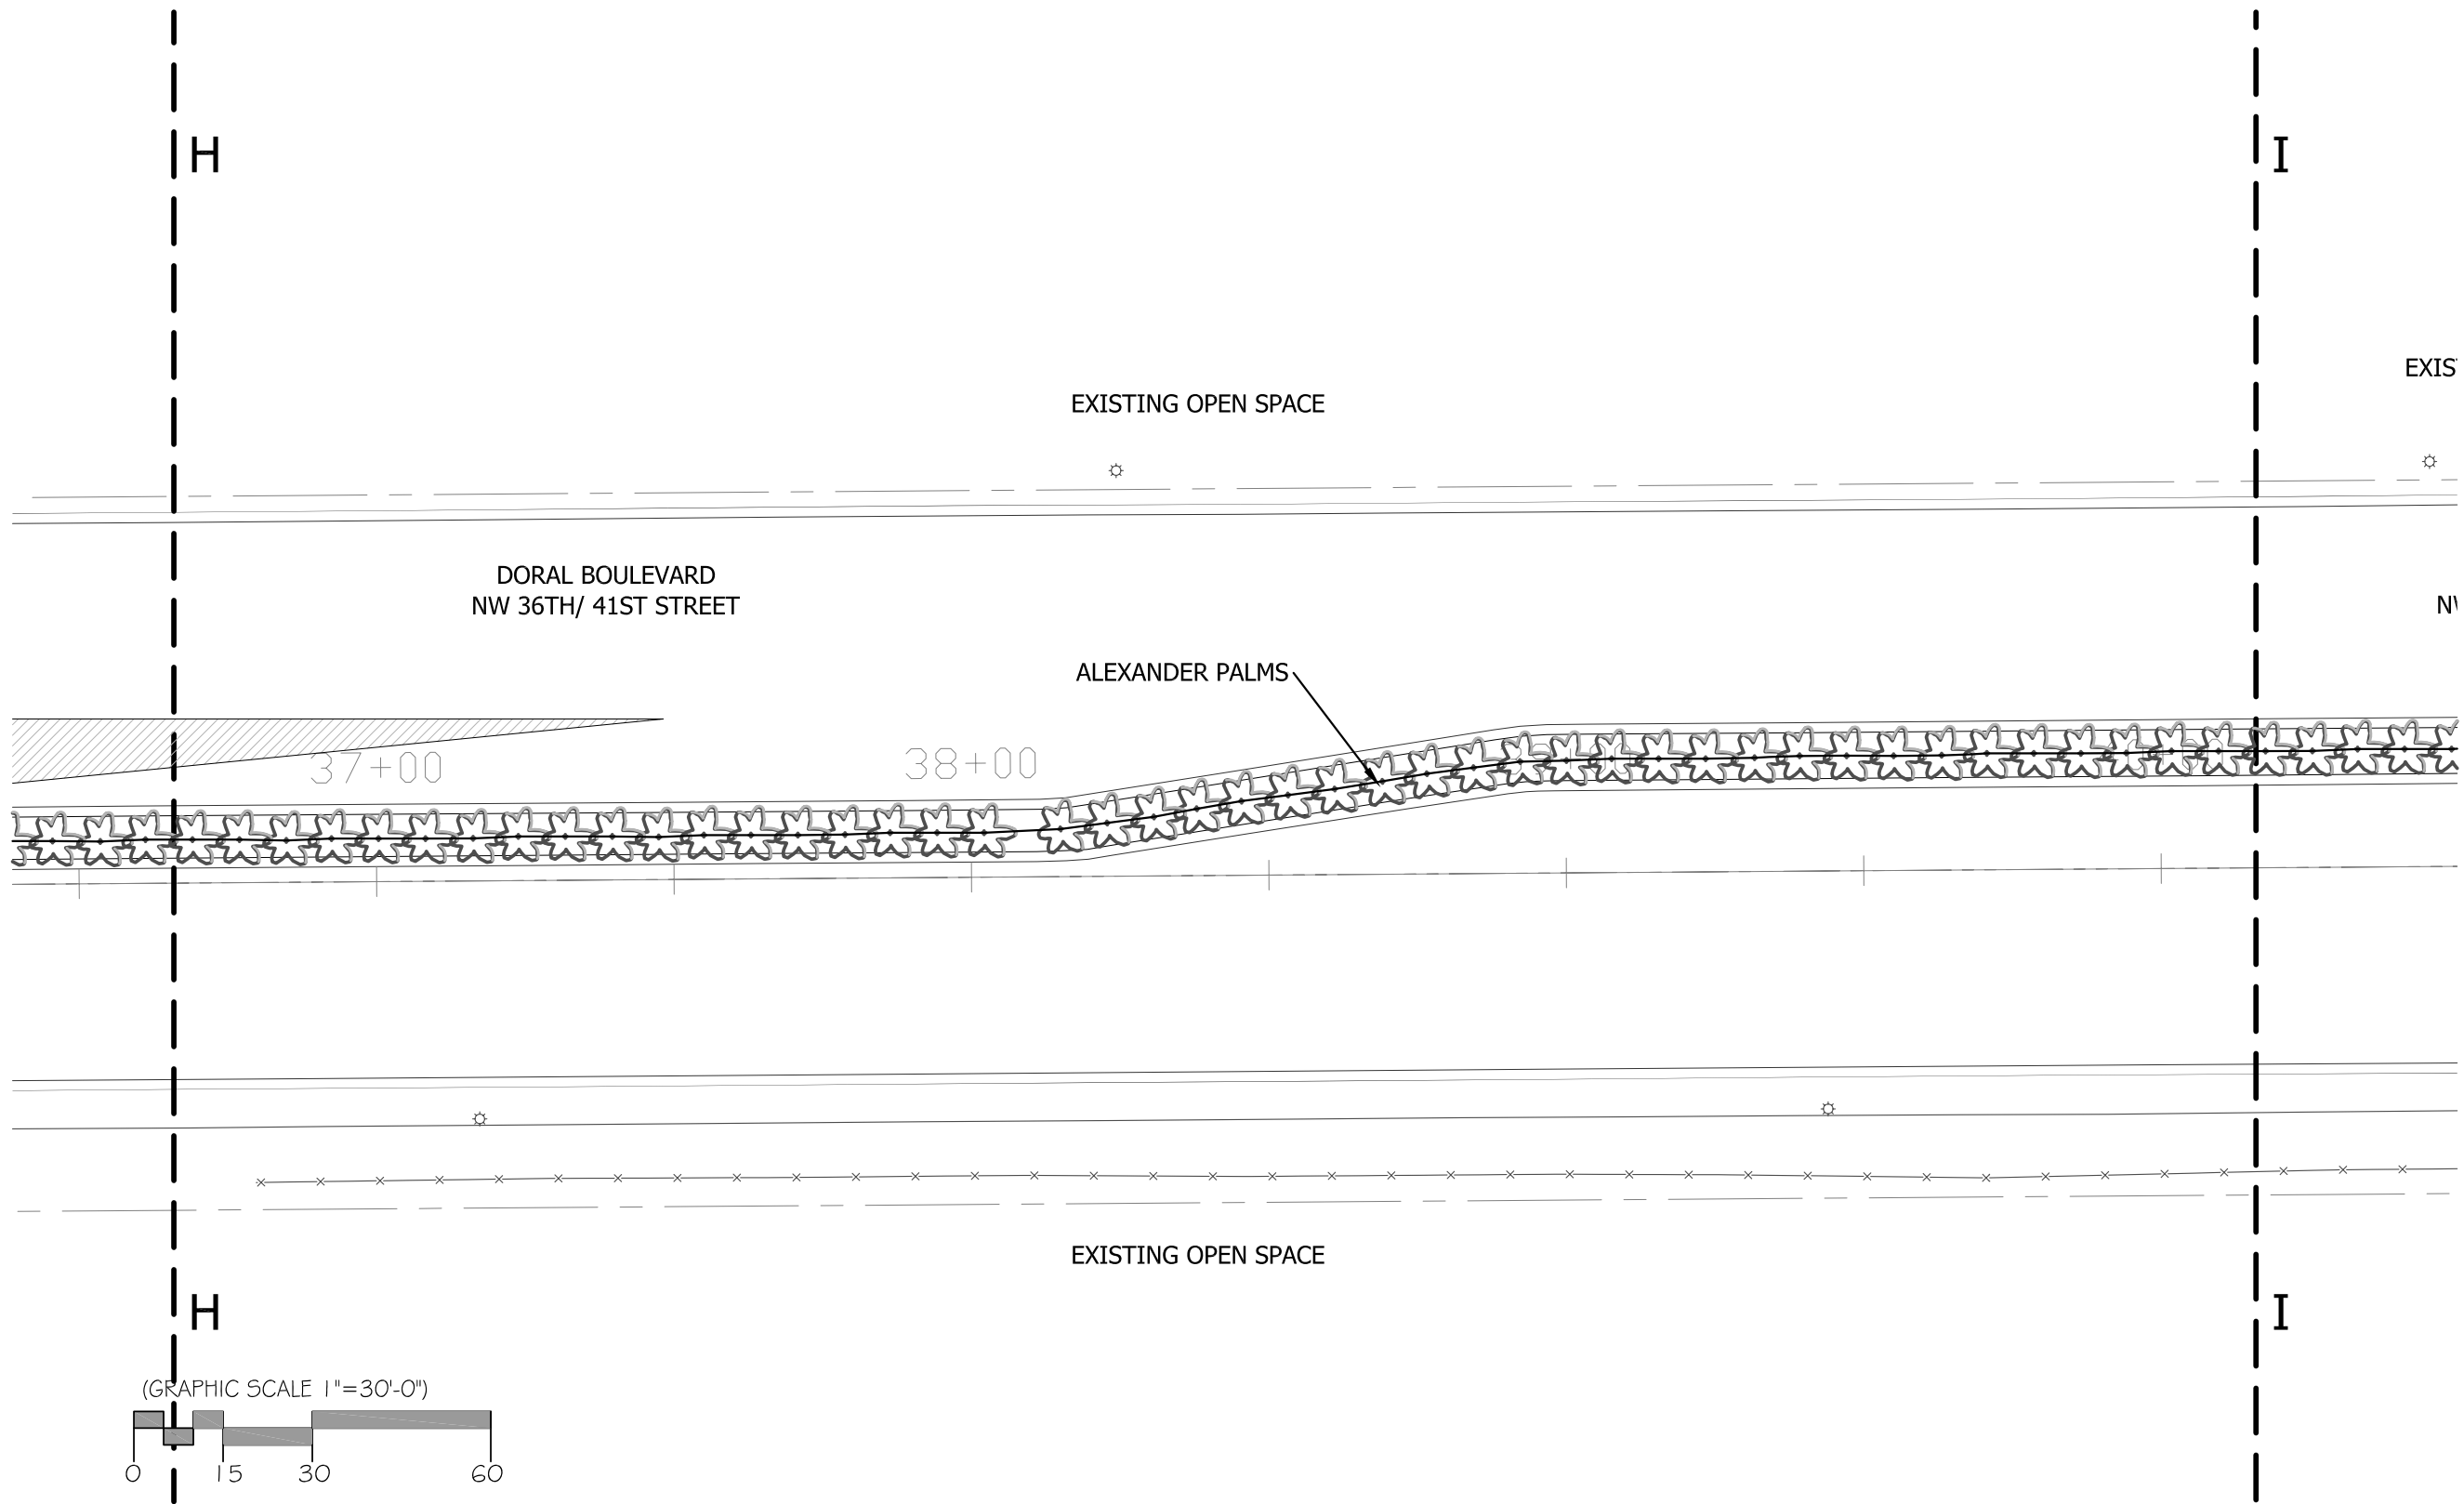 H
I
EXISTING OPEN SPACE
EXIS
DORAL BOULEVARD
NW 36TH/ 41ST STREET
ALEXANDER PALMS
37+00
38+00
EXISTING OPEN SPACE
H
I
(GRAPHIC SCALE 1"=30'-0")
0 15 30 60